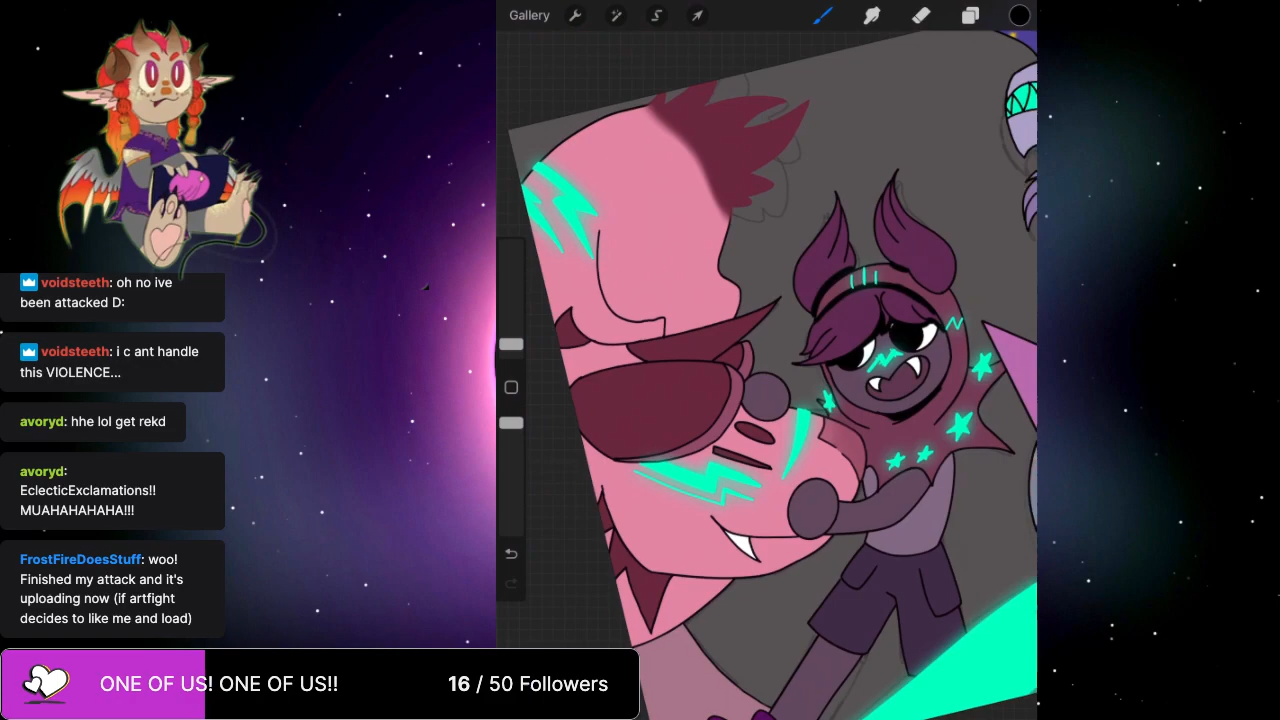 Gallery
voidsteeth: oh no ive
been attacked D:
voidsteeth: i c ant handle
this VIOLENCE...
avoryd: hhe lol get rekd
avoryd:
EclecticExclamations!!
MUAHAHAHAHA!!!
FrostFireDoesStuff: woo!
Finished my attack and it's
uploading now (if artfight
decides to like me and load)
ONE OF US! ONE OF US!! 16 / 50 Followers